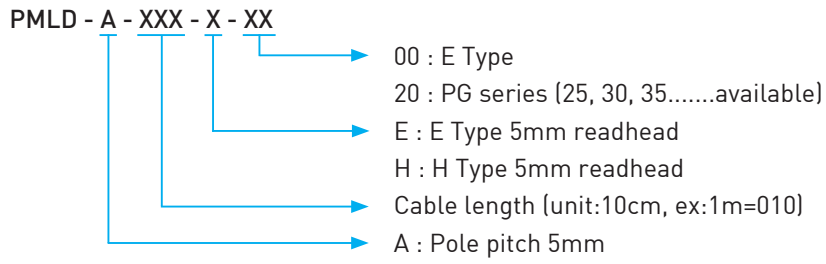 PMLD - A - XXX - X - XX
00 : E Type
20 : PG series (25, 30, 35.......available)
E : E Type 5mm readhead
H : H Type 5mm readhead
Cable length (unit:10cm, ex:1m=010)
A : Pole pitch 5mm